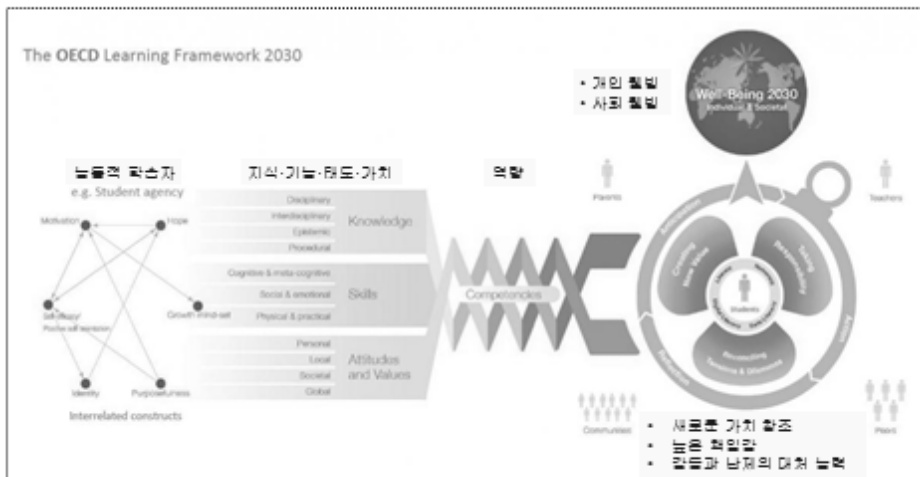 The OECD Learning Framework 2030
• 개인 웰빙
• 사회 웰빙
Well-Being 2030
Individual & Societal
능동적 학습자
지식·기능·태도·가치
역량
e.g. Student agency
Parents
Teachers
Motivation
Hope
Disciplinary
Interdisciplinary
Epistemic
Procedural
Knowledge
Anticipation
Creating
New Value
Taking
Responsibility
Cognitive & meta-cognitive
Social & emotional
Physical & practical
Skills
Competencies
Students
Growth mind-set
Personal
Local
Societal
Global
Attitudes
and Values
Reconciling
Tensions & Dilemmas
Reflection
Action
Identity
Purposefulness
Interrelated constructs
Communities
Peers
• 새로운 가치 창조
• 높은 책임감
• 갈등과 난제의 대처 능력